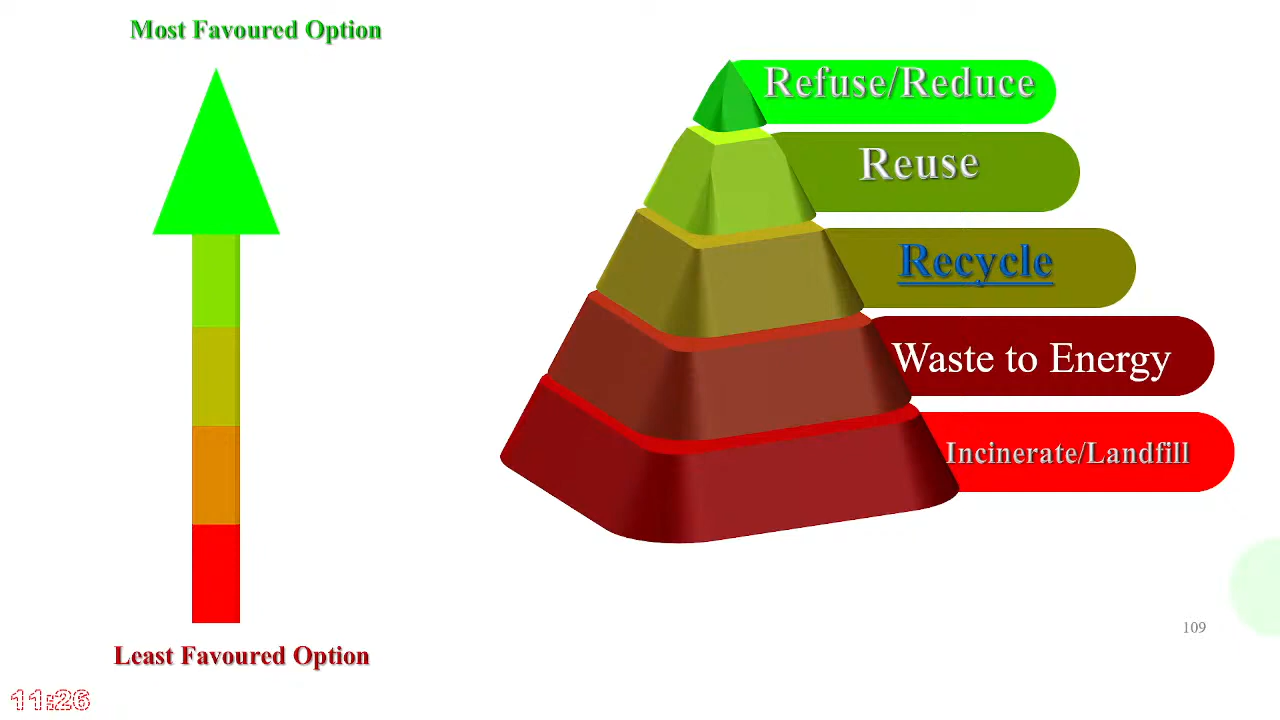 Most Favoured Option
Refuse/Reduce
Reuse
Recycle
Waste to Energy
Incinerate/Landfill
109
Least Favoured Option
11:26